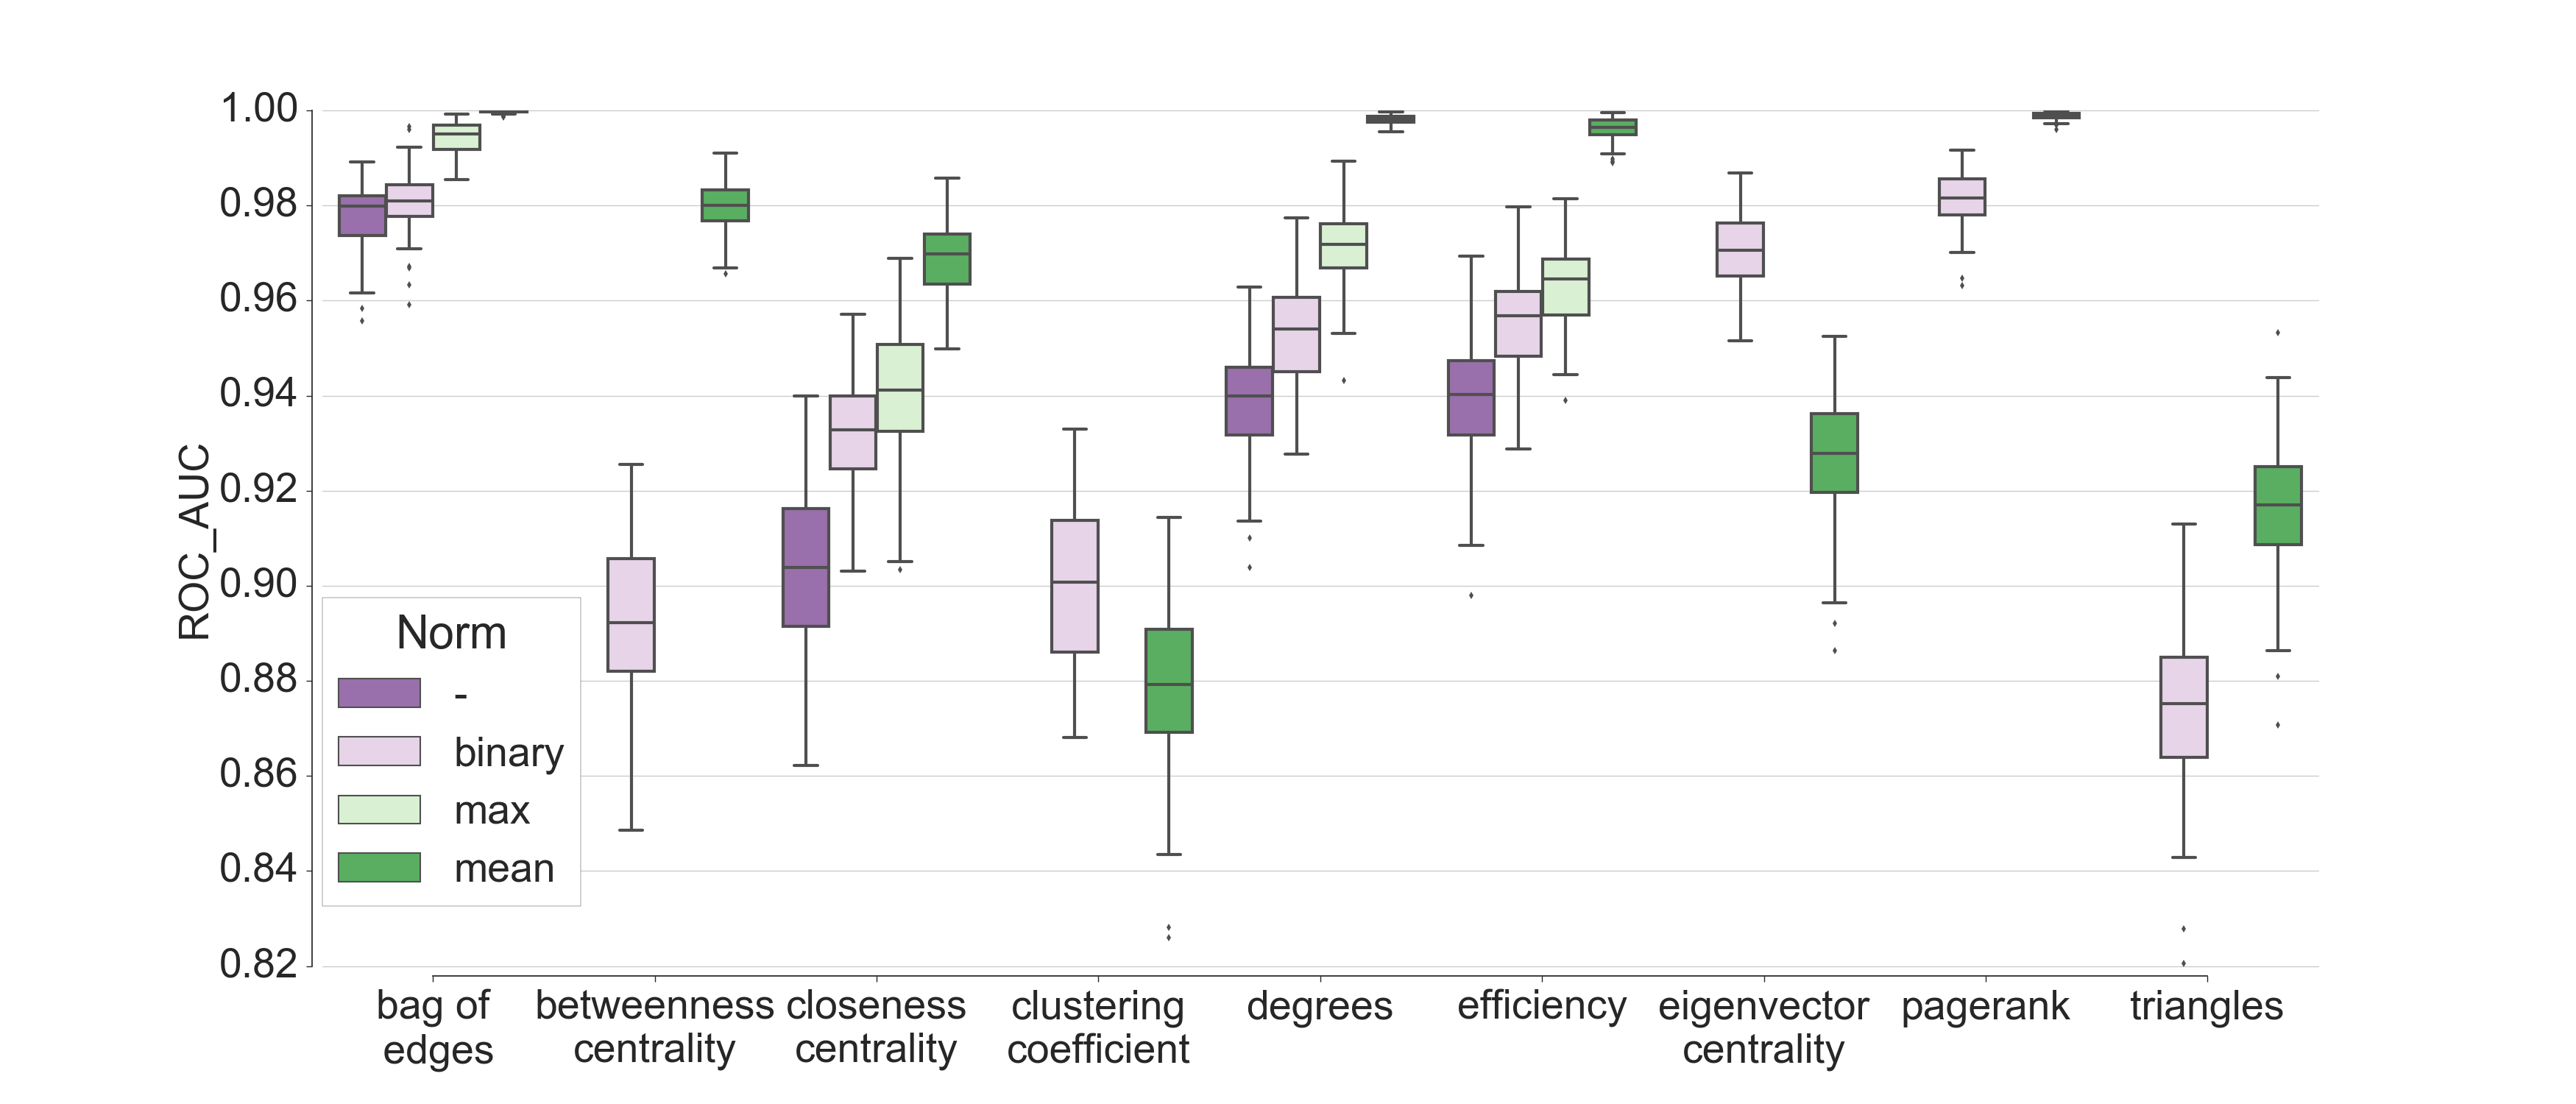 ROC_AUC
1.00
0.98
0.96
0.94
0.92
0.90
0.88
0.86
0.84
0.82
Norm
-
binary
max
mean
bag of
edges
betweenness
centrality
closeness
centrality
clustering
coefficient
degrees
efficiency
eigenvector
centrality
pagerank
triangles